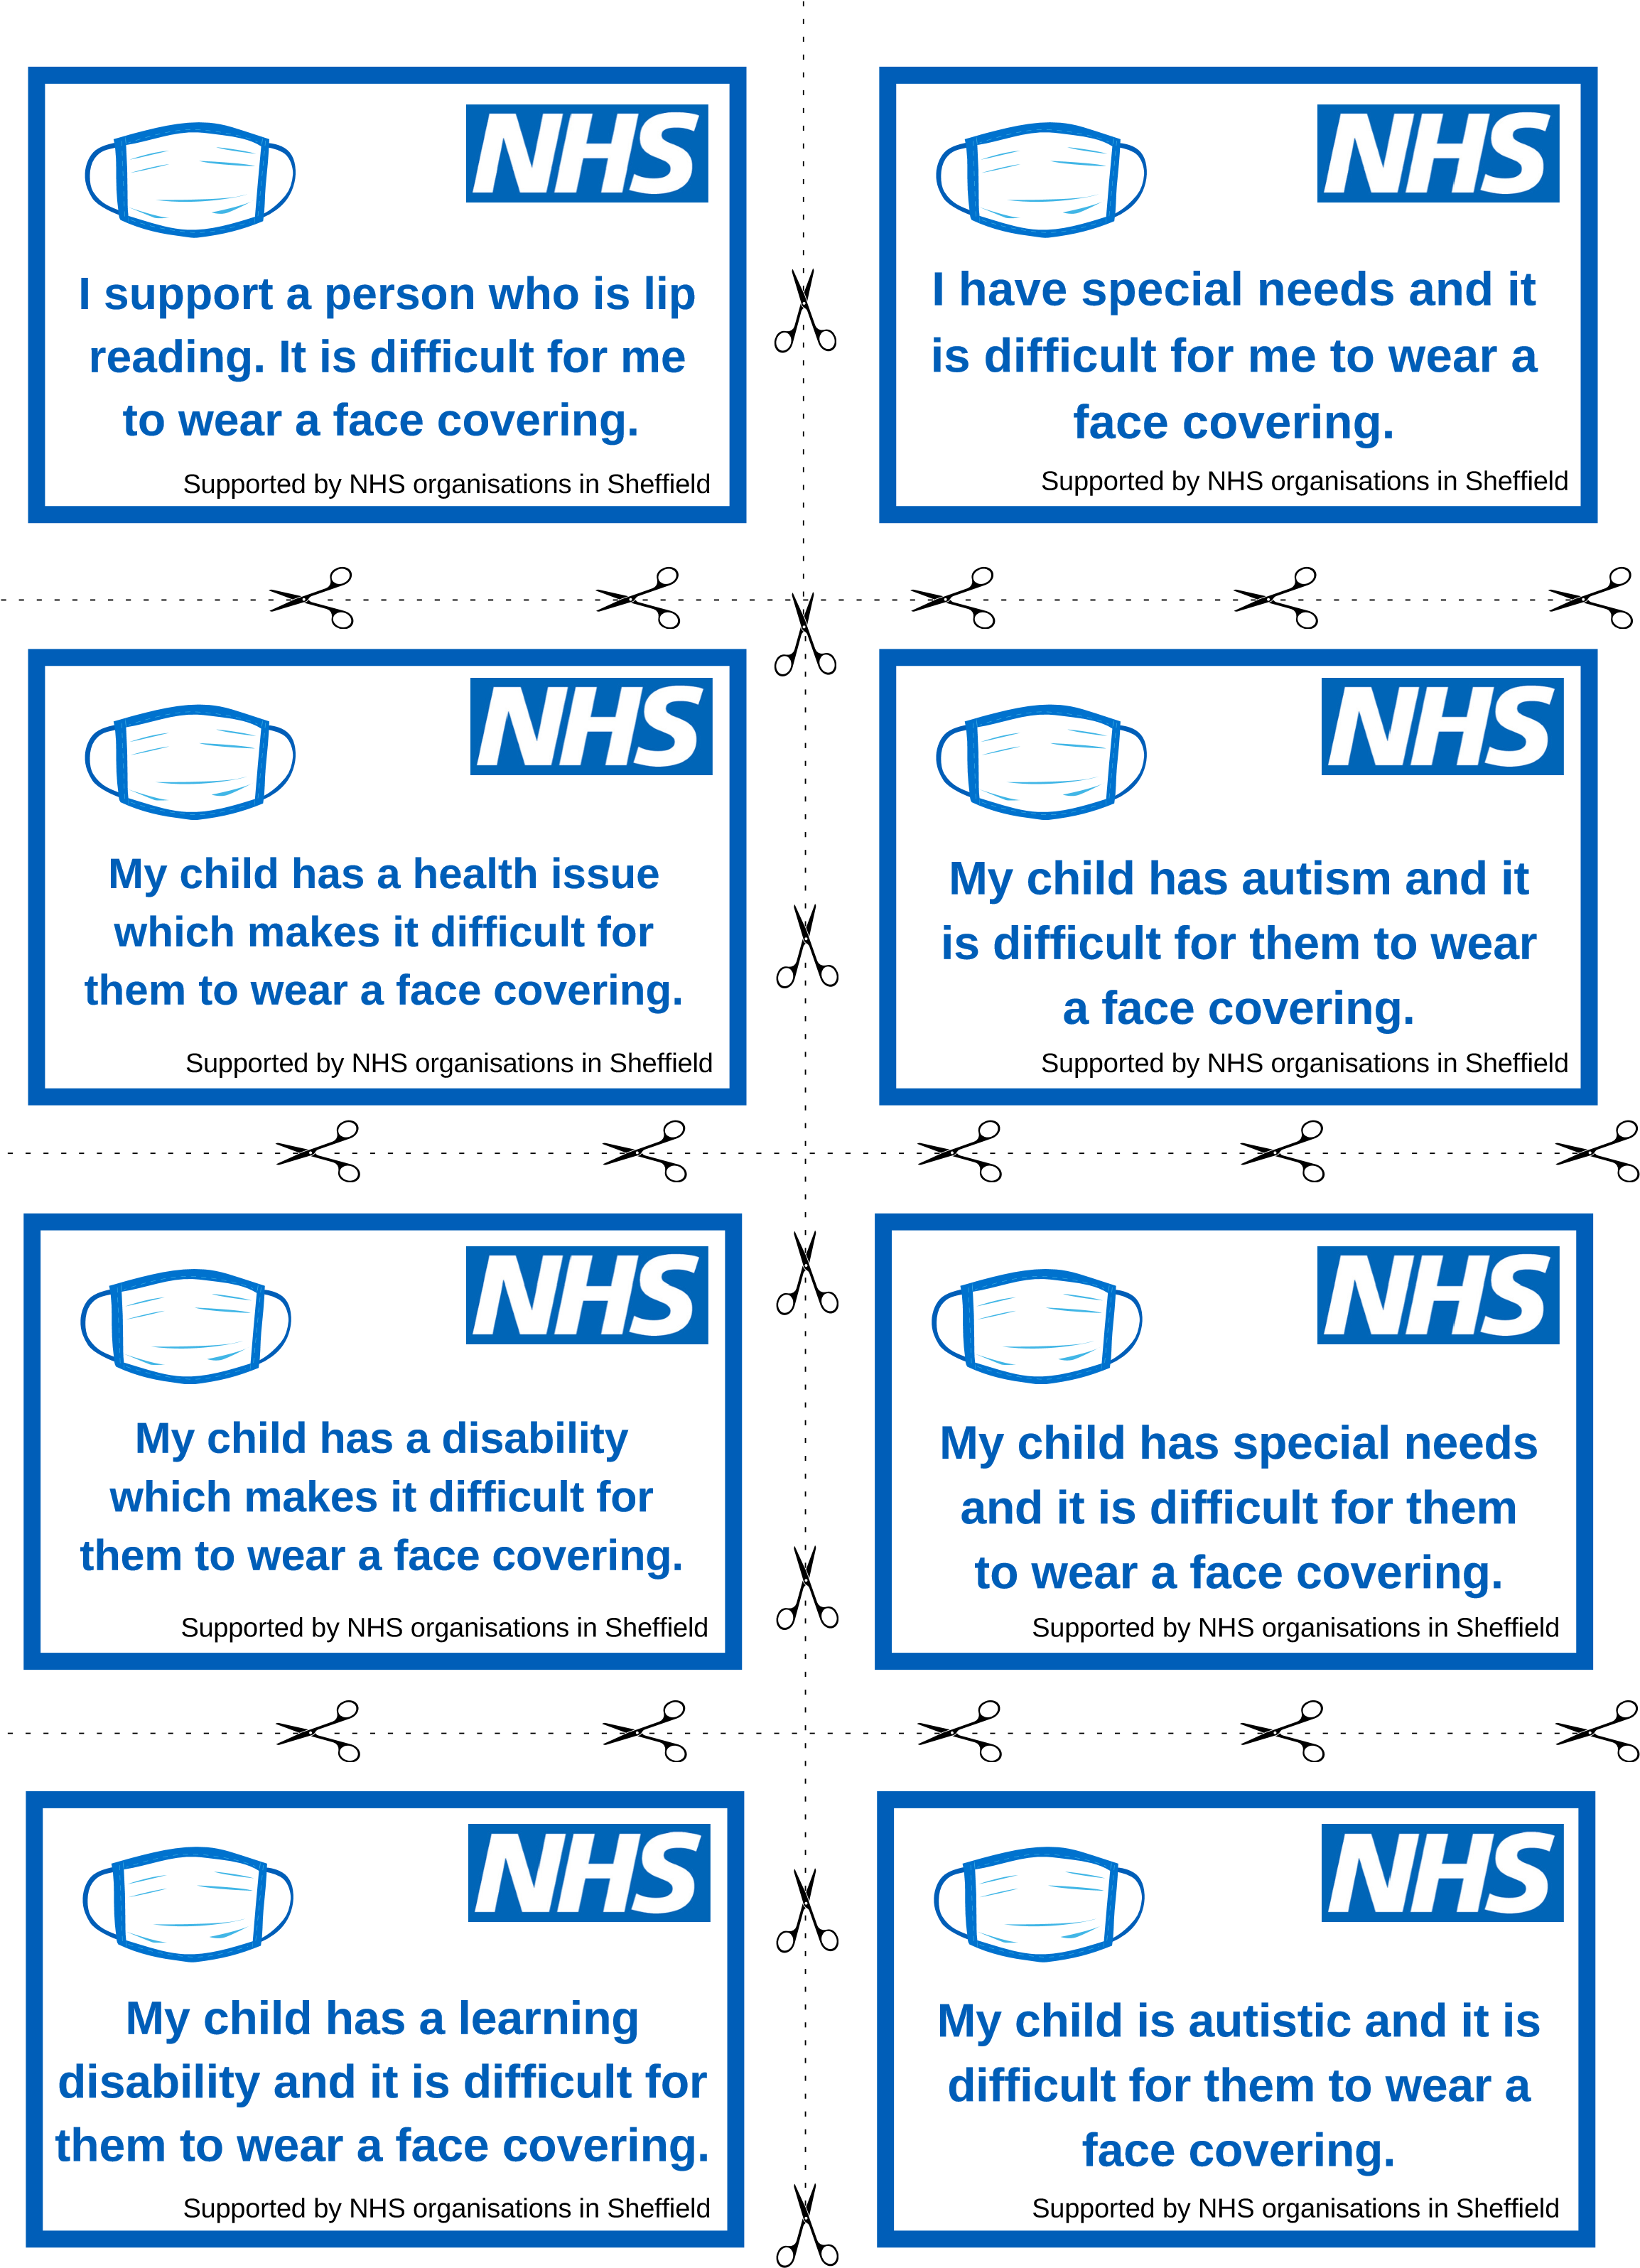 NHS
I support a person who is lip
reading. It is difficult for me
to wear a face covering.
Supported by NHS organisations in Sheffield
NHS
I have special needs and it
is difficult for me to wear a
face covering.
Supported by NHS organisations in Sheffield
NHS
My child has a health issue
which makes it difficult for
them to wear a face covering.
Supported by NHS organisations in Sheffield
NHS
My child has autism and it
is difficult for them to wear
a face covering.
Supported by NHS organisations in Sheffield
NHS
My child has a disability
which makes it difficult for
them to wear a face covering.
Supported by NHS organisations in Sheffield
NHS
My child has special needs
and it is difficult for them
to wear a face covering.
Supported by NHS organisations in Sheffield
NHS
My child has a learning
disability and it is difficult for
them to wear a face covering.
Supported by NHS organisations in Sheffield
NHS
My child is autistic and it is
difficult for them to wear a
face covering.
Supported by NHS organisations in Sheffield